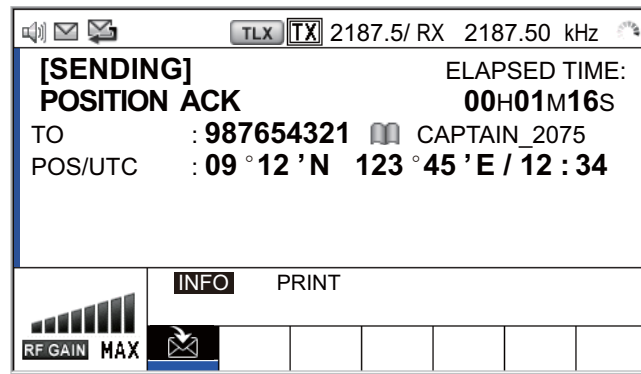 TLX TX 2187.5/ RX 2187.50 kHz
[SENDING] ELAPSED TIME:
POSITION ACK 00H01M16S
TO : 987654321 CAPTAIN_2075
POS/UTC : 09°12’N 123°45’E / 12 : 34
INFO PRINT
RF GAIN MAX